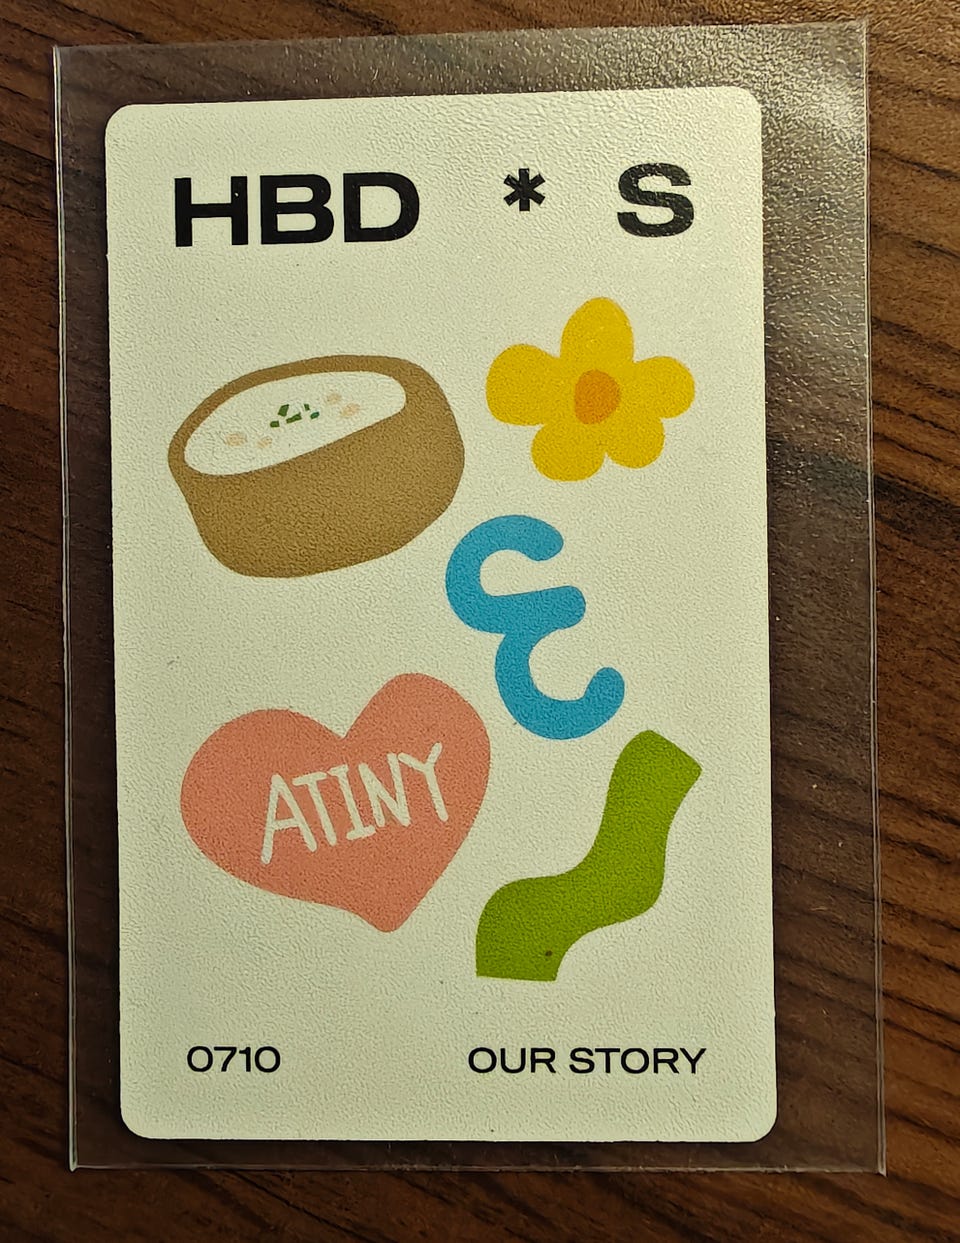 HBD * S
ε
ATINY
0710 OUR STORY